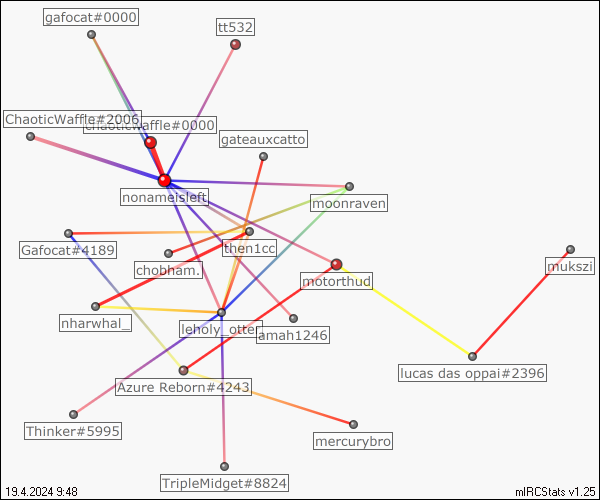 gafocat#0000
tt532
ChaoticWaffle#2006
chaoticwaffle#0000
gateauxcatto
nonameisleft
moonraven
Gafocat#4189
then1cc
chobham.
motorthud
mukszi
nharwhal_
leholy_otter
amah1246
lucas das oppai#2396
Azure Reborn#4243
Thinker#5995
mercurybro
TripleMidget#8824
19.4.2024 9:48
mIRCStats v1.25